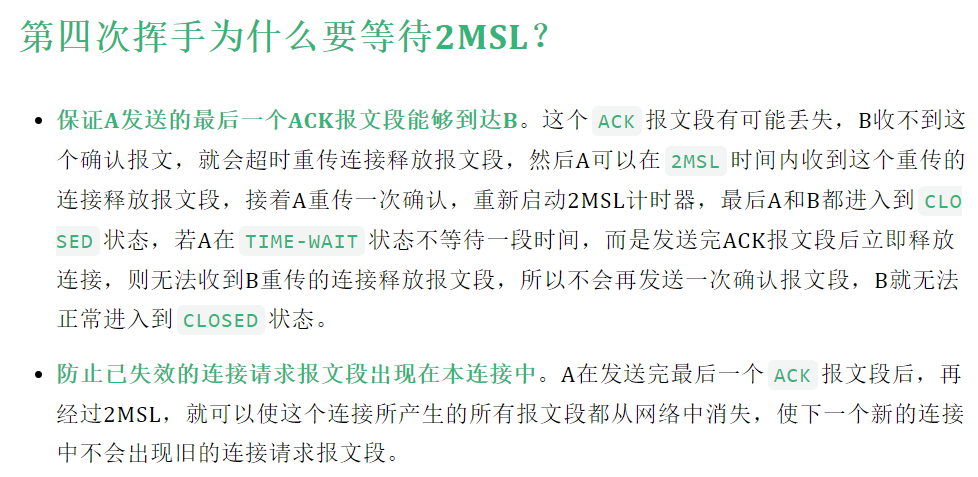 第四次挥手为什么要等待2MSL？
保证A发送的最后一个ACK报文段能够到达B。这个 ACK 报文段有可能丢失，B收不到这
个确认报文，就会超时重传连接释放报文段，然后A可以在 2MSL 时间内收到这个重传的
连接释放报文段，接着A重传一次确认，重新启动2MSL计时器，最后A和B都进入到 CLO
SED 状态，若A在 TIME-WAIT 状态不等待一段时间，而是发送完ACK报文段后立即释放
连接，则无法收到B重传的连接释放报文段，所以不会再发送一次确认报文段，B就无法
正常进入到 CLOSED 状态。
防止已失效的连接请求报文段出现在本连接中。A在发送完最后一个 ACK 报文段后，再
经过2MSL，就可以使这个连接所产生的所有报文段都从网络中消失，使下一个新的连接
中不会出现旧的连接请求报文段。